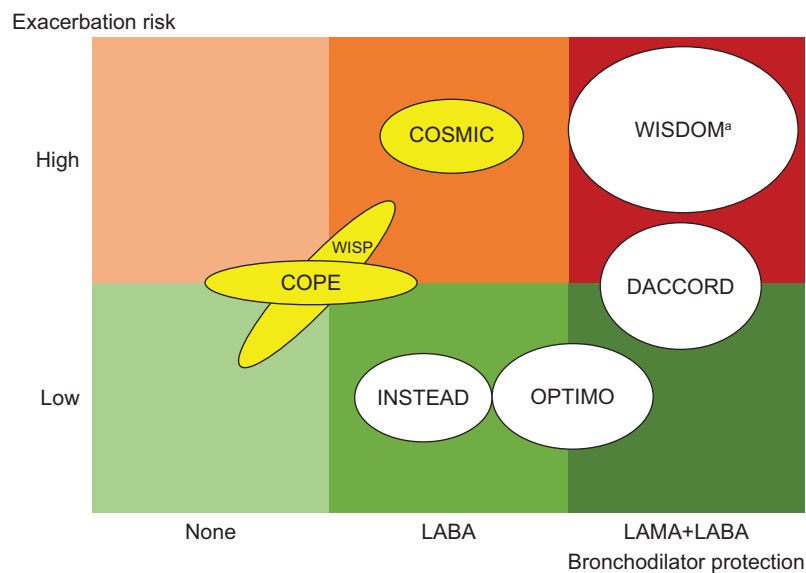 Exacerbation risk
High
COSMIC
WISDOMᵃ
WISP
COPE
DACCORD
Low
INSTEAD
OPTIMO
None
LABA
LAMA+LABA
Bronchodilator protection